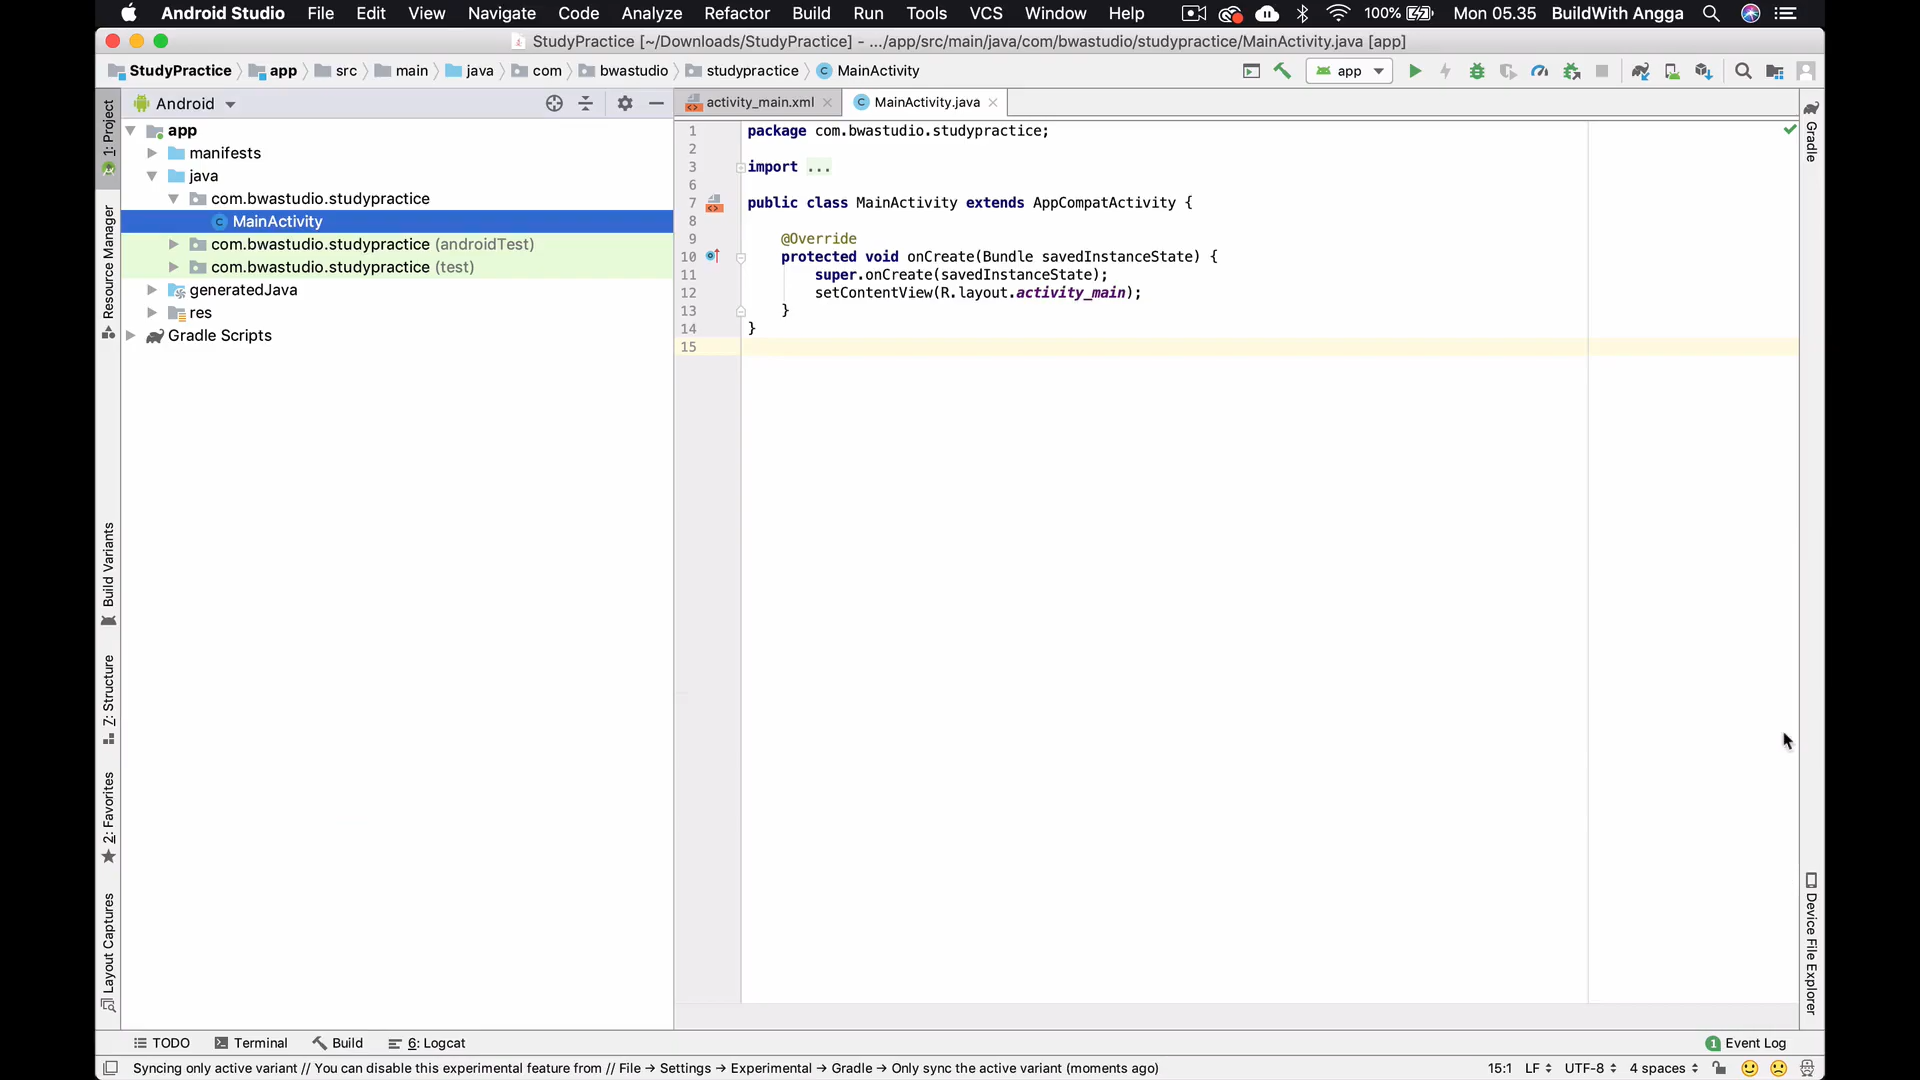 Android Studio File Edit View Navigate Code Analyze Refactor Build Run Tools VCS Window Help 100% Mon 05.35 BuildWith Angga
StudyPractice [~/Downloads/StudyPractice] - .../app/src/main/java/com/bwastudio/studypractice/MainActivity.java [app]
StudyPractice app src main java com bwastudio studypractice MainActivity app
Android
activity_main.xml MainActivity.java
1: Project
Resource Manager
Build Variants
Z: Structure
2: Favorites
Layout Captures
app
manifests
java
com.bwastudio.studypractice
MainActivity
com.bwastudio.studypractice (androidTest)
com.bwastudio.studypractice (test)
generatedJava
res
Gradle Scripts
1 package com.bwastudio.studypractice;
2
3 import ...
6
7 public class MainActivity extends AppCompatActivity {
8
9 @Override
10 protected void onCreate(Bundle savedInstanceState) {
11 super.onCreate(savedInstanceState);
12 setContentView(R.layout.activity_main);
13 }
14 }
15
Gradle
Device File Explorer
TODO Terminal Build 6: Logcat 1 Event Log
Syncing only active variant // You can disable this experimental feature from // File → Settings → Experimental → Gradle → Only sync the active variant (moments ago) 15:1 LF UTF-8 4 spaces